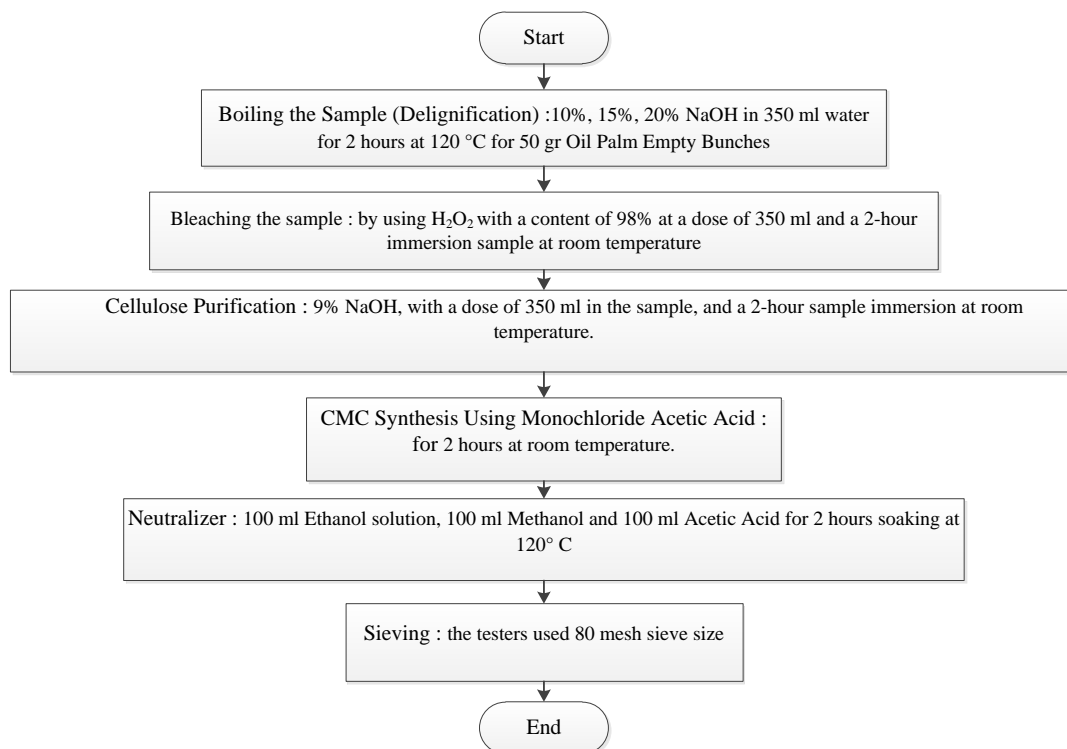 Start
Boiling the Sample (Delignification) :10%, 15%, 20% NaOH in 350 ml water
for 2 hours at 120 °C for 50 gr Oil Palm Empty Bunches
Bleaching the sample : by using H₂O₂ with a content of 98% at a dose of 350 ml and a 2-hour
immersion sample at room temperature
Cellulose Purification : 9% NaOH, with a dose of 350 ml in the sample, and a 2-hour sample immersion at room
temperature.
CMC Synthesis Using Monochloride Acetic Acid :
for 2 hours at room temperature.
Neutralizer : 100 ml Ethanol solution, 100 ml Methanol and 100 ml Acetic Acid for 2 hours soaking at
120° C
Sieving : the testers used 80 mesh sieve size
End